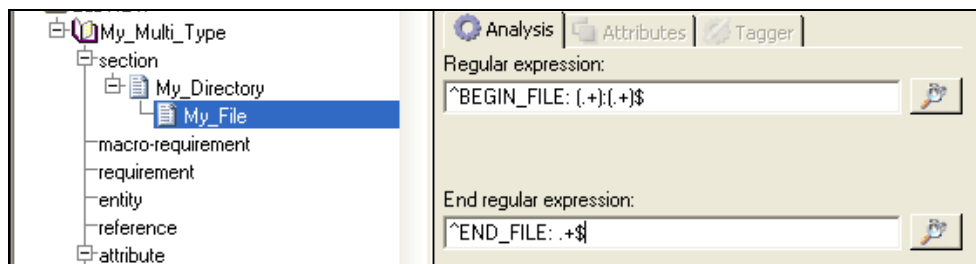 My_Multi_Type
section
My_Directory
My_File
macro-requirement
requirement
entity
reference
attribute
Analysis
Attributes
Tagger
Regular expression:
^BEGIN_FILE: (.+):(.+)$
End regular expression:
^END_FILE: .+$